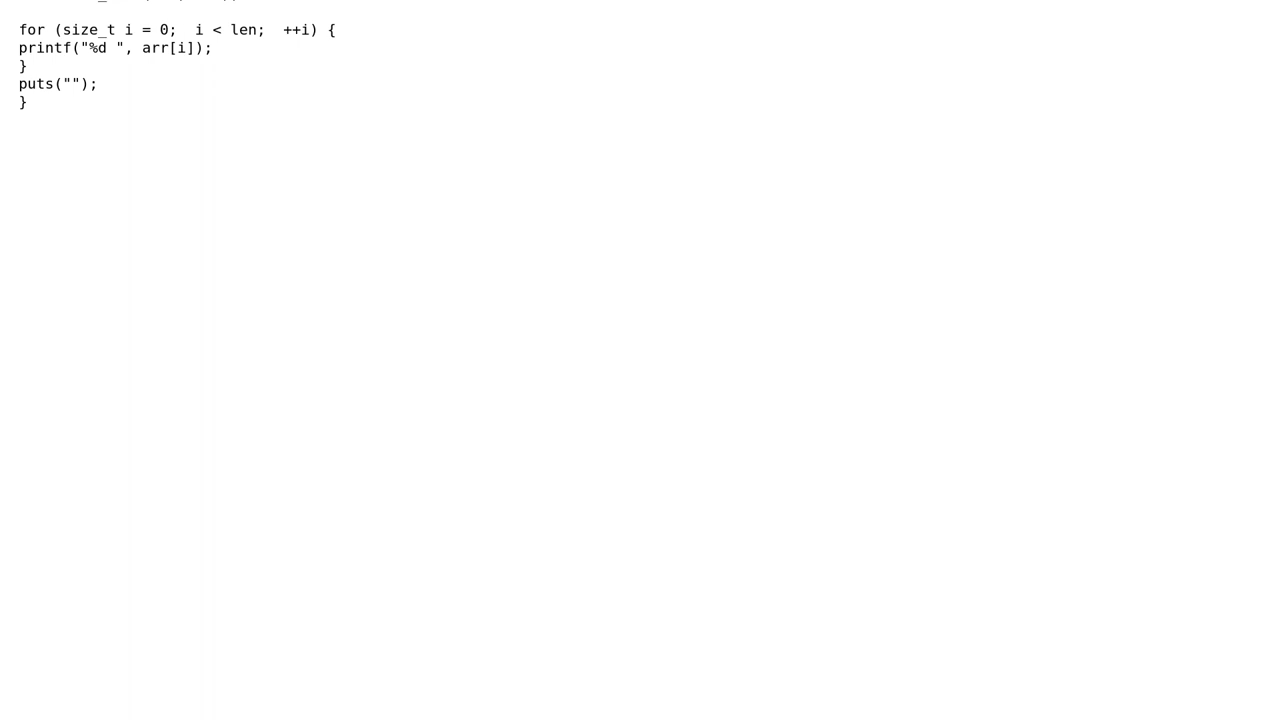 for (size_t i = 0;  i < len;  ++i) {
printf("%d ", arr[i]);
}
puts("");
}